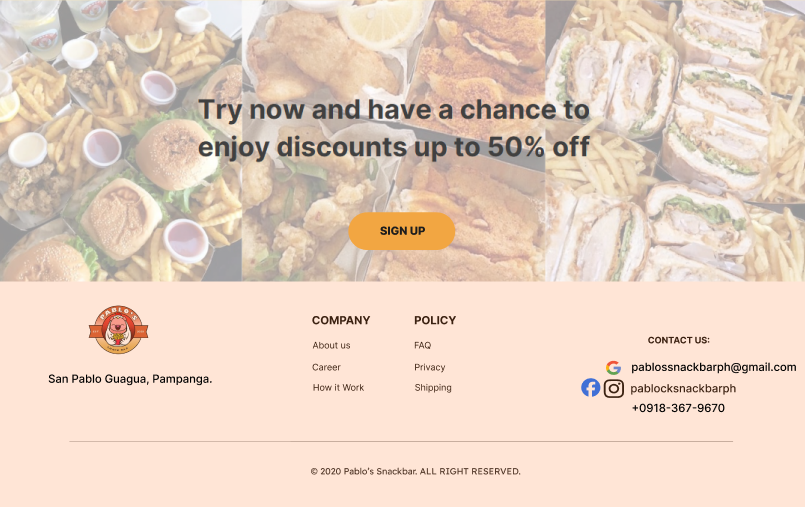 Try now and have a chance to
enjoy discounts up to 50% off
SIGN UP
PABLO'S
San Pablo Guagua, Pampanga.
COMPANY
About us
Career
How it Work
POLICY
FAQ
Privacy
Shipping
CONTACT US:
pablossnackbarph@gmail.com
pablocksnackbarph
+0918-367-9670
© 2020 Pablo's Snackbar. ALL RIGHT RESERVED.